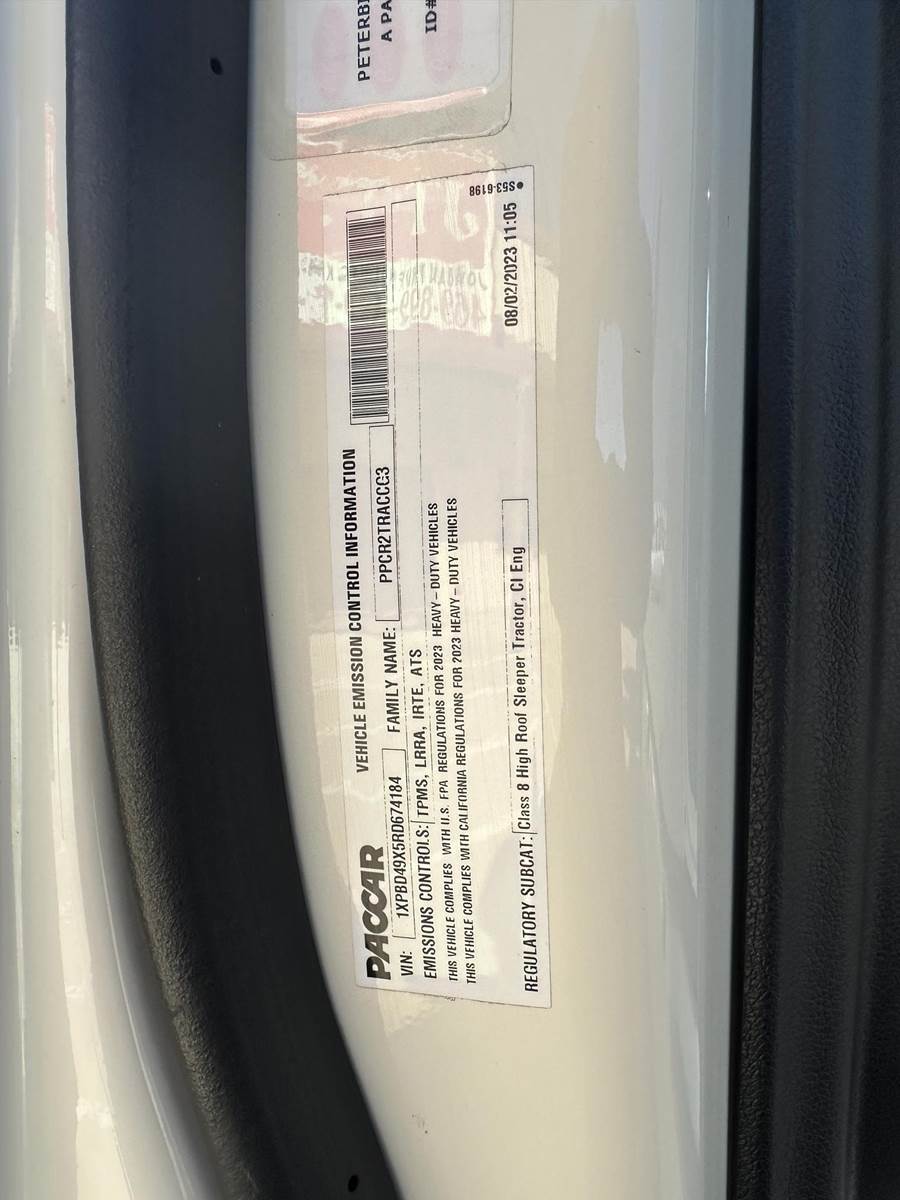 PETERBI
A PA
ID#
PACCAR
VEHICLE EMISSION CONTROL INFORMATION
VIN: 1XPBD49X5RD674184 FAMILY NAME: PPCR2TRACCG3
EMISSIONS CONTROLS: TPMS, LRRA, IRTE, ATS
THIS VEHICLE COMPLIES WITH U.S. EPA REGULATIONS FOR 2023 HEAVY-DUTY VEHICLES
THIS VEHICLE COMPLIES WITH CALIFORNIA REGULATIONS FOR 2023 HEAVY-DUTY VEHICLES
REGULATORY SUBCAT: Class 8 High Roof Sleeper Tractor, CI Eng
08/02/2023 11:05
●S53-6198